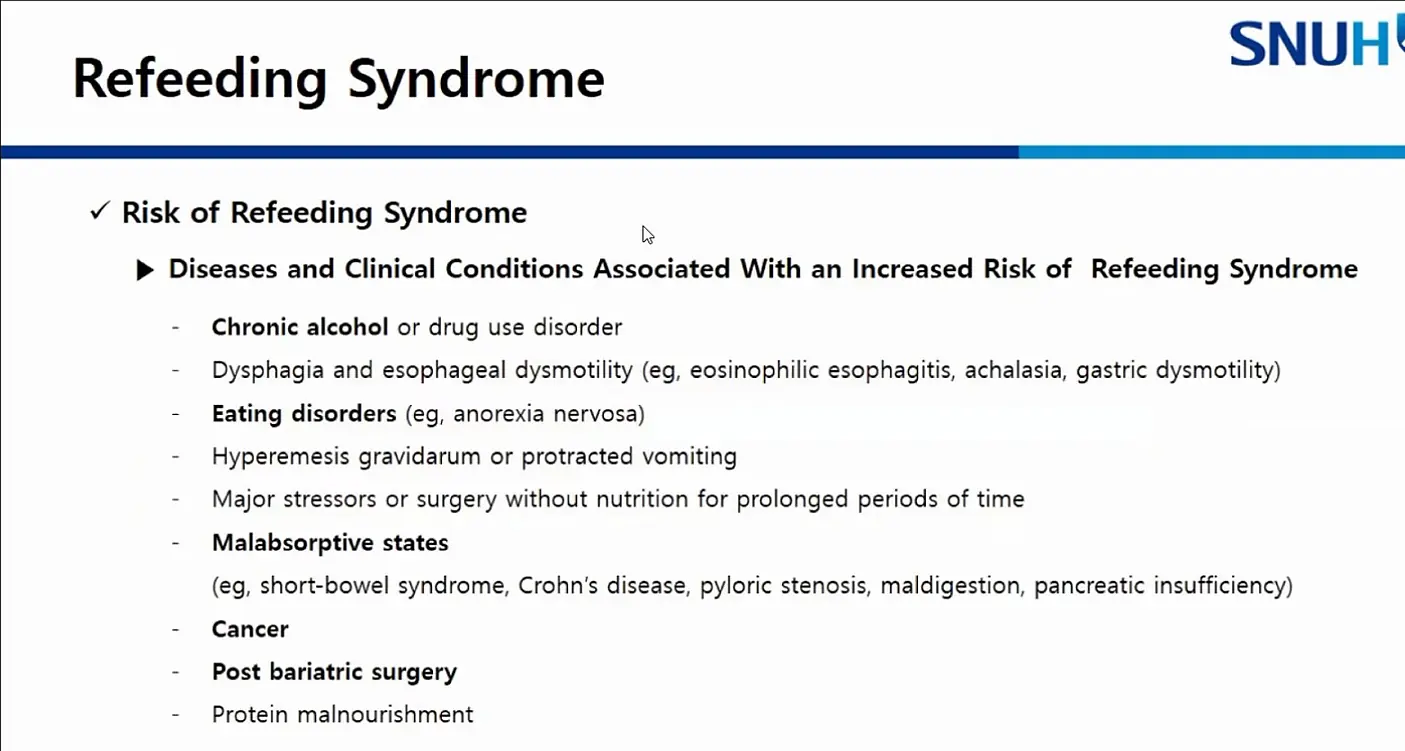 SNUH
Refeeding Syndrome
✓ Risk of Refeeding Syndrome
▶ Diseases and Clinical Conditions Associated With an Increased Risk of Refeeding Syndrome
- Chronic alcohol or drug use disorder
- Dysphagia and esophageal dysmotility (eg, eosinophilic esophagitis, achalasia, gastric dysmotility)
- Eating disorders (eg, anorexia nervosa)
- Hyperemesis gravidarum or protracted vomiting
- Major stressors or surgery without nutrition for prolonged periods of time
- Malabsorptive states
(eg, short-bowel syndrome, Crohn's disease, pyloric stenosis, maldigestion, pancreatic insufficiency)
- Cancer
- Post bariatric surgery
- Protein malnourishment